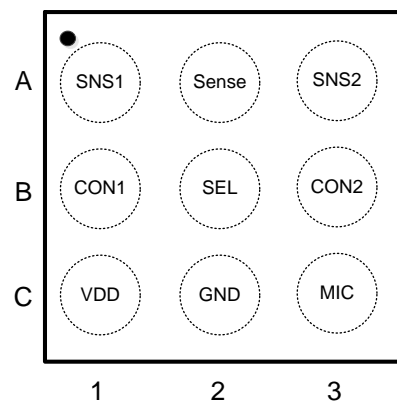 A SNS1 Sense SNS2
B CON1 SEL CON2
C VDD GND MIC
1 2 3